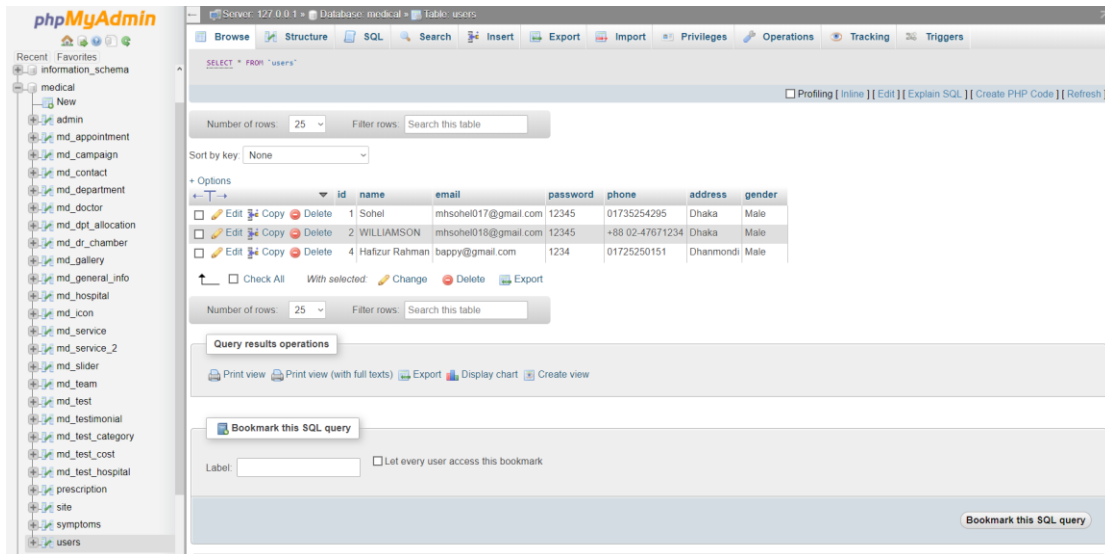 phpMyAdmin
Recent Favorites
information_schema
medical
New
admin
md_appointment
md_campaign
md_contact
md_department
md_doctor
md_dpt_allocation
md_dr_chamber
md_gallery
md_general_info
md_hospital
md_icon
md_service
md_service_2
md_slider
md_team
md_test
md_testimonial
md_test_category
md_test_cost
md_test_hospital
prescription
site
symptoms
users
Server: 127.0.0.1 » Database: medical » Table: users
Browse Structure SQL Search Insert Export Import Privileges Operations Tracking Triggers
SELECT * FROM `users`
Profiling [ Inline ] [ Edit ] [ Explain SQL ] [ Create PHP Code ] [ Refresh ]
Number of rows: 25 Filter rows: Search this table
Sort by key: None
+ Options
←T→ id name email password phone address gender
Edit Copy Delete 1 Sohel mhsohel017@gmail.com 12345 01735254295 Dhaka Male
Edit Copy Delete 2 WILLIAMSON mhsohel018@gmail.com 12345 +88 02-47671234 Dhaka Male
Edit Copy Delete 4 Hafizur Rahman bappy@gmail.com 1234 01725250151 Dhanmondi Male
Check All With selected: Change Delete Export
Number of rows: 25 Filter rows: Search this table
Query results operations
Print view Print view (with full texts) Export Display chart Create view
Bookmark this SQL query
Label: Let every user access this bookmark
Bookmark this SQL query